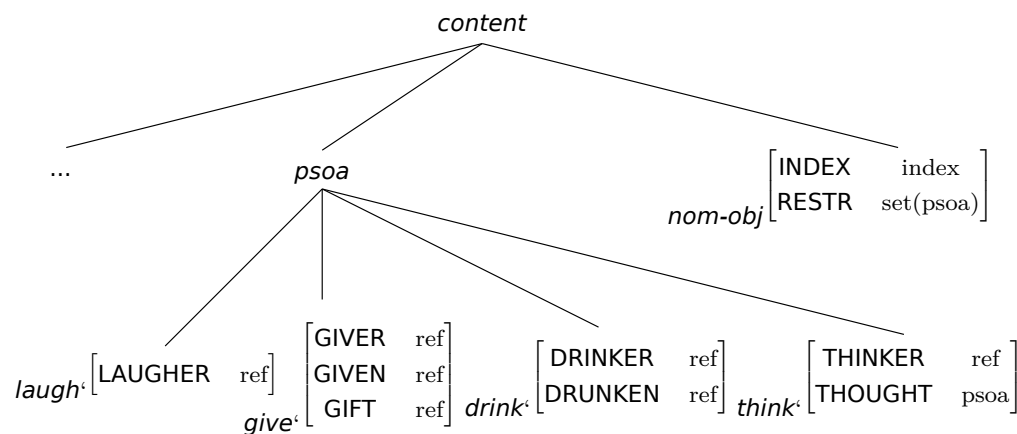 content
... psoa nom-obj [INDEX index
RESTR set(psoa)]
laugh‘ [LAUGHER ref] give‘ [GIVER ref
GIVEN ref
GIFT ref] drink‘ [DRINKER ref
DRUNKEN ref] think‘ [THINKER ref
THOUGHT psoa]